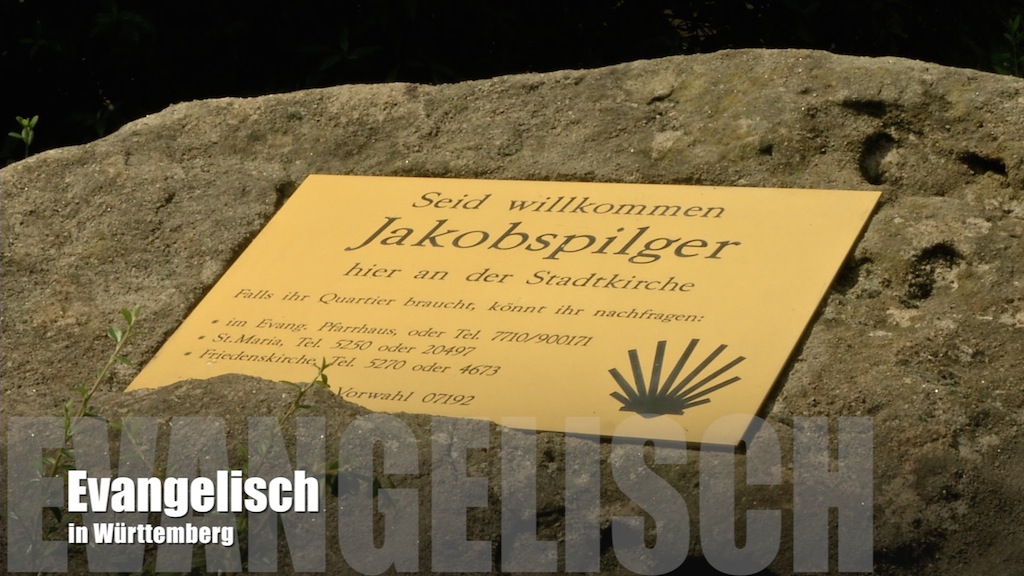 Seid willkommen
Jakobspilger
hier an der Stadtkirche
Falls ihr Quartier braucht, könnt ihr nachfragen:
• im Evang. Pfarrhaus, oder Tel. 7710/900171
• St.Maria, Tel. 5250 oder 20497
• Friedenskirche, Tel. 5270 oder 4673
Vorwahl 07192
EVANGELISCH
Evangelisch
in Württemberg